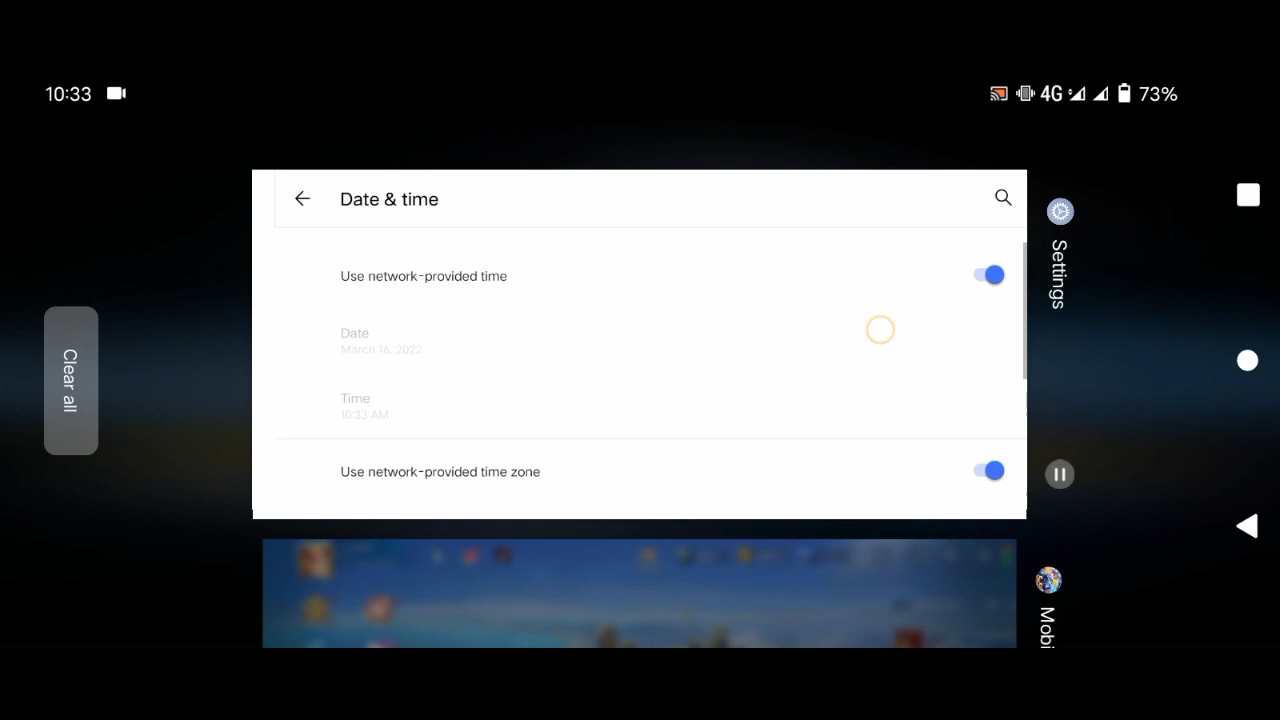 10:33
4G
73%
Date & time
Use network-provided time
Date
March 16, 2022
Time
10:33 AM
Use network-provided time zone
Settings
Clear all
Mobi